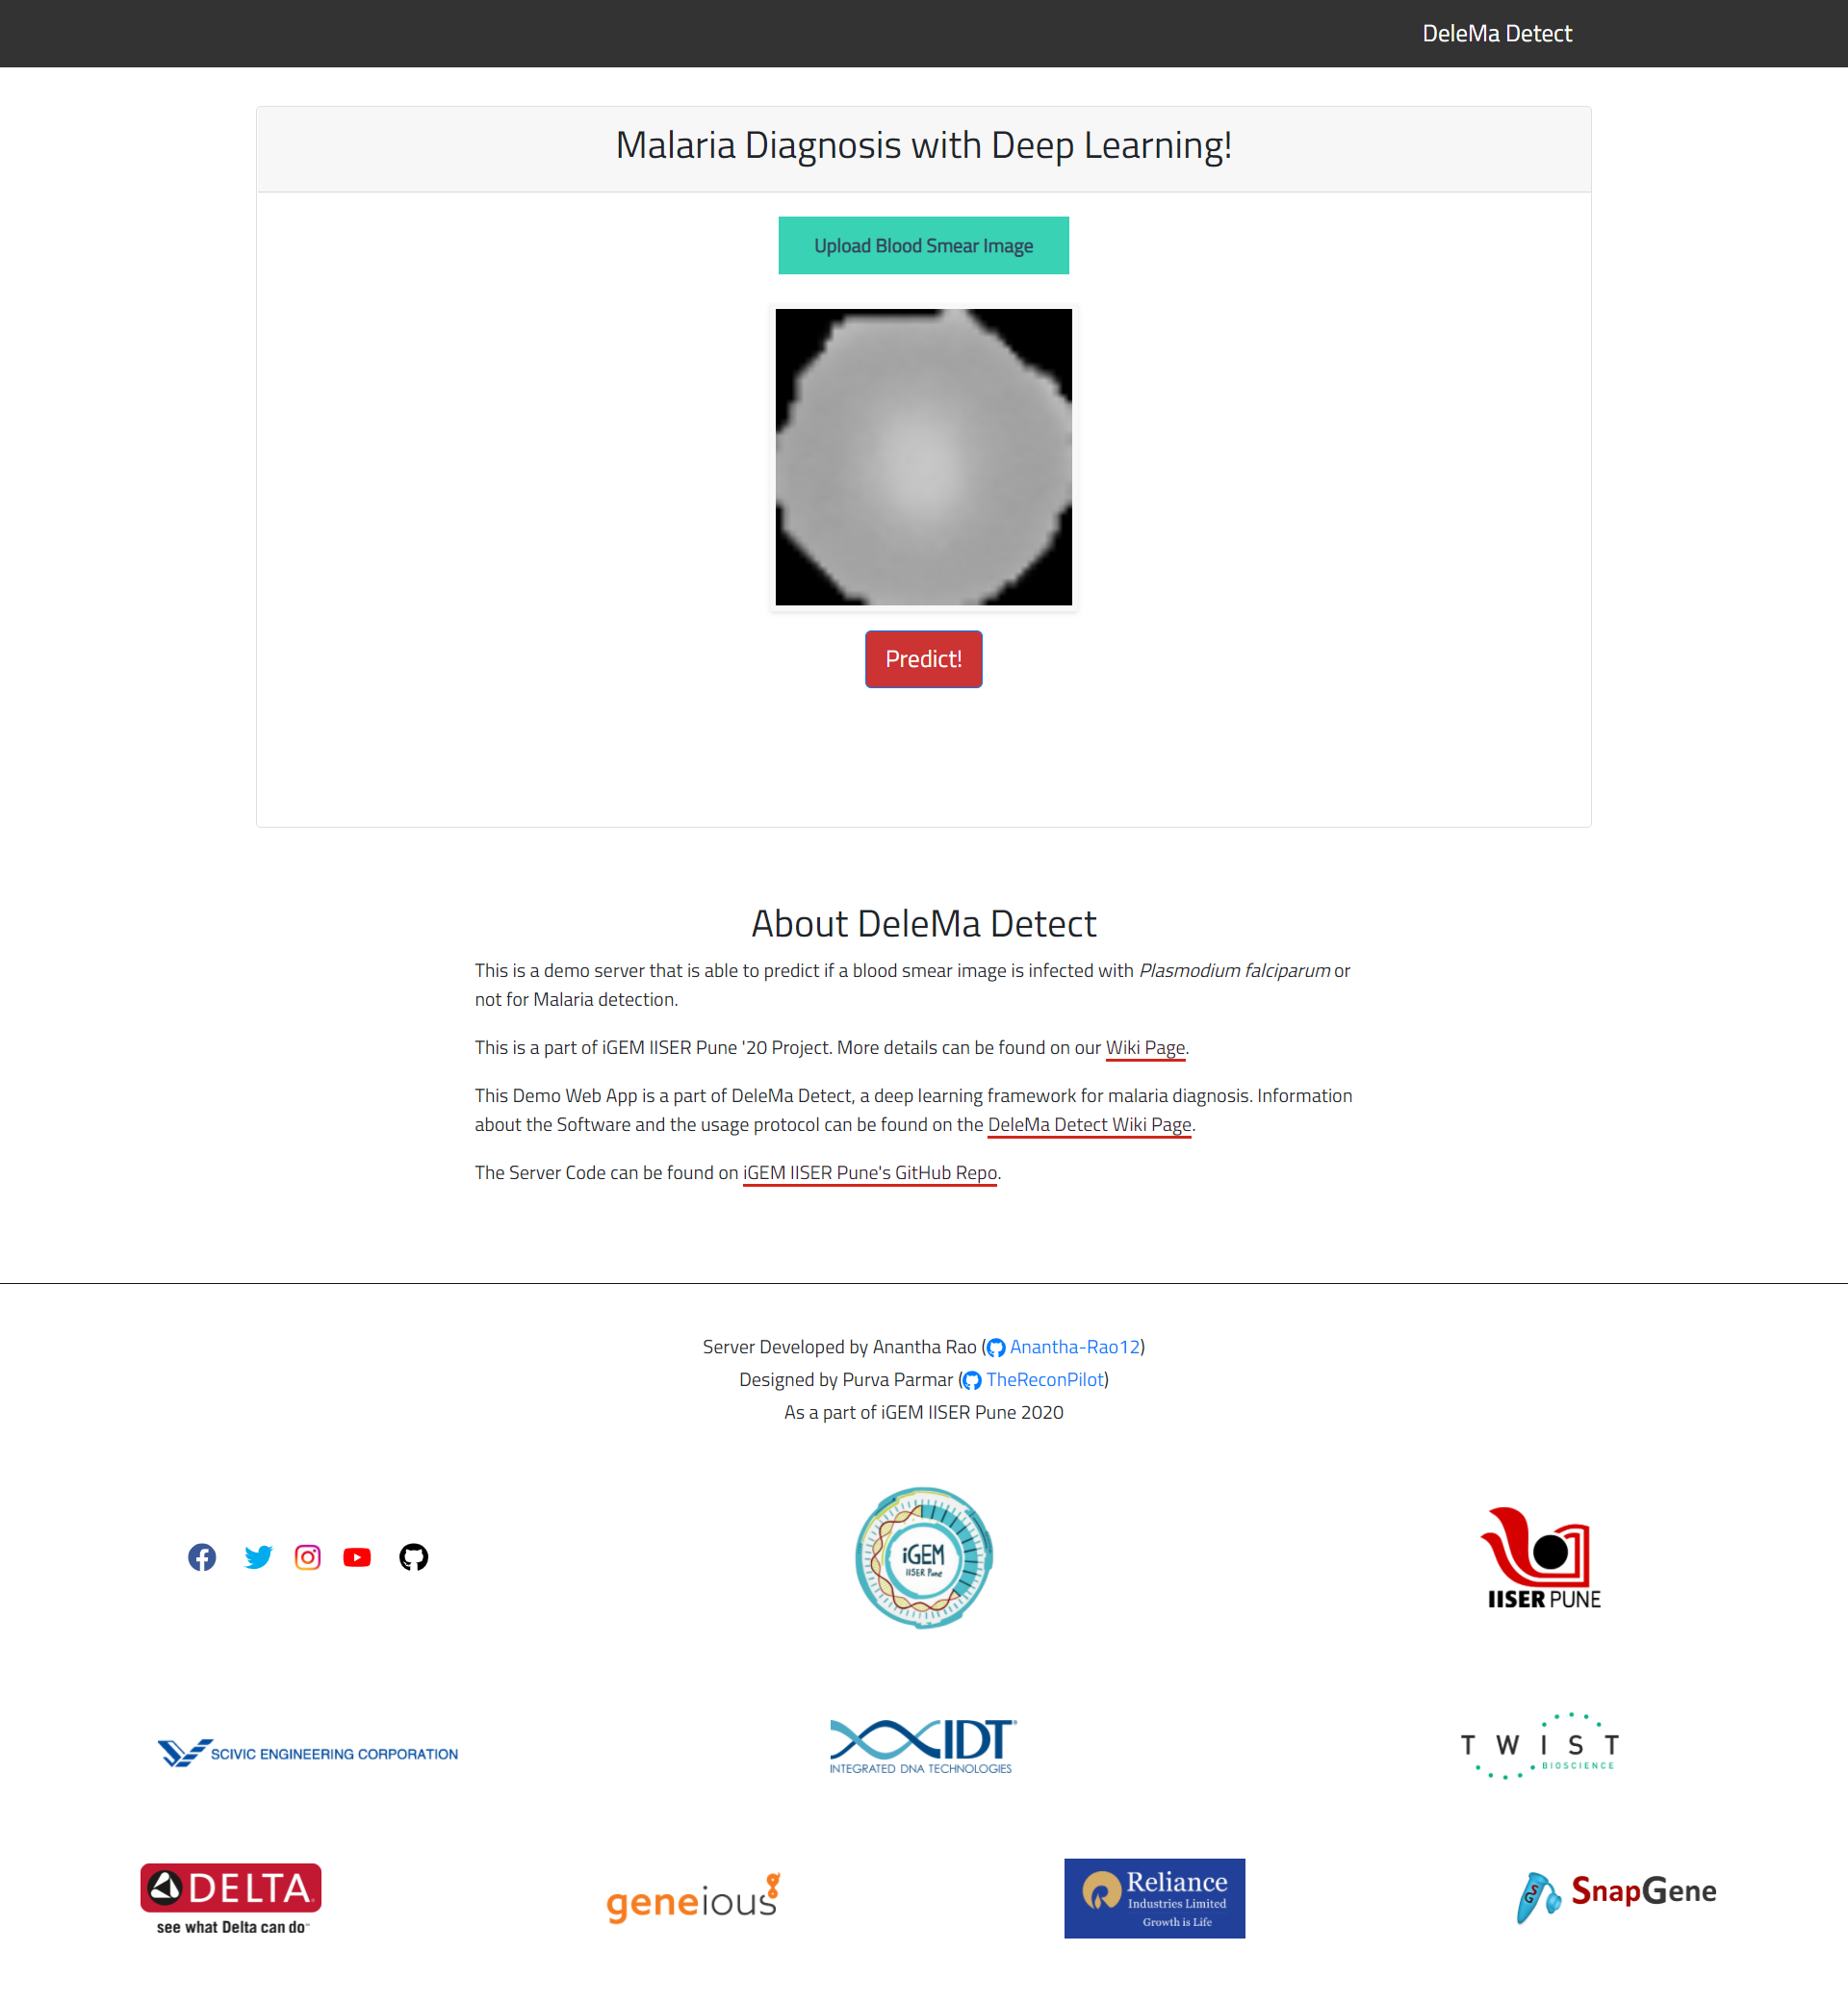 DeleMa Detect
Malaria Diagnosis with Deep Learning!
Upload Blood Smear Image
Predict!
About DeleMa Detect
This is a demo server that is able to predict if a blood smear image is infected with Plasmodium falciparum or
not for Malaria detection.
This is a part of iGEM IISER Pune '20 Project. More details can be found on our Wiki Page.
This Demo Web App is a part of DeleMa Detect, a deep learning framework for malaria diagnosis. Information
about the Software and the usage protocol can be found on the DeleMa Detect Wiki Page.
The Server Code can be found on iGEM IISER Pune's GitHub Repo.
Server Developed by Anantha Rao ( Anantha-Rao12)
Designed by Purva Parmar ( TheReconPilot)
As a part of iGEM IISER Pune 2020
iGEM
IISER Pune
IISER PUNE
SCIVIC ENGINEERING CORPORATION
IDT
INTEGRATED DNA TECHNOLOGIES
TWIST
BIOSCIENCE
DELTA
see what Delta can do™
geneious
Reliance
Industries Limited
Growth is Life
SG
SnapGene